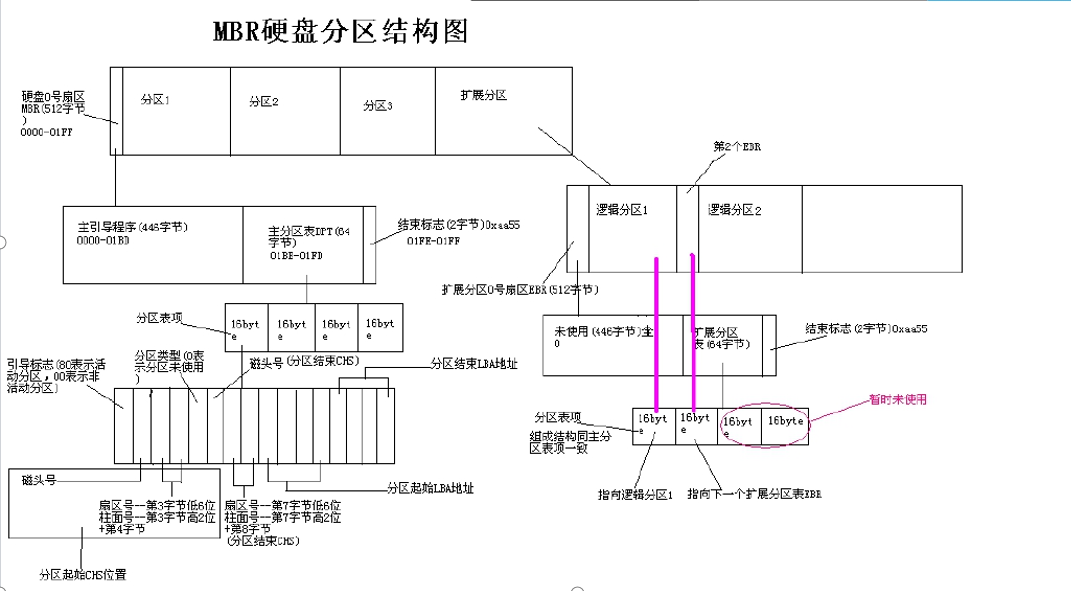 MBR硬盘分区结构图
硬盘0号扇区
MBR(512字节
)
0000-01FF
分区1
分区2
分区3
扩展分区
第2个EBR
逻辑分区1
逻辑分区2
主引导程序(446字节)
0000-01BD
主分区表DPT(64
字节)
01BE-01FD
结束标志(2字节)0xaa55
01FE-01FF
扩展分区0号扇区EBR(512字节)
分区表项
16byt
e
16byt
e
16byt
e
16byt
e
未使用(446字节)全
0
扩展分区
表(64字节)
结束标志(2字节)0xaa55
引导标志(80表示活
动分区，00表示非
活动分区)
分区类型(0表
示分区未使用
)
磁头号
(分区结束CHS)
分区结束LBA地址
暂时未使用
分区表项
组成结构同主分
区表项一致
16byt
e
16byt
e
16byt
e
16byte
磁头号
扇区号--第3字节低6位
柱面号--第3字节高2位
+第4字节
扇区号--第7字节低6位
柱面号--第7字节高2位
+第8字节
(分区结束CHS)
分区起始LBA地址
指向逻辑分区1
指向下一个扩展分区表EBR
分区起始CHS位置